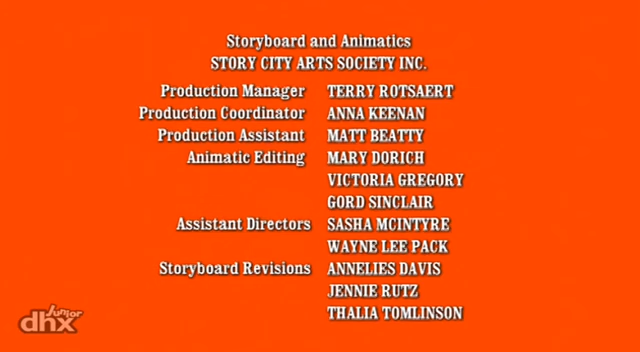 Storyboard and Animatics
STORY CITY ARTS SOCIETY INC.
Production Manager TERRY ROTSAERT
Production Coordinator ANNA KEENAN
Production Assistant MATT BEATTY
Animatic Editing MARY DORICH
VICTORIA GREGORY
GORD SINCLAIR
Assistant Directors SASHA MCINTYRE
WAYNE LEE PACK
Storyboard Revisions ANNELIES DAVIS
JENNIE RUTZ
THALIA TOMLINSON
dhx Junior